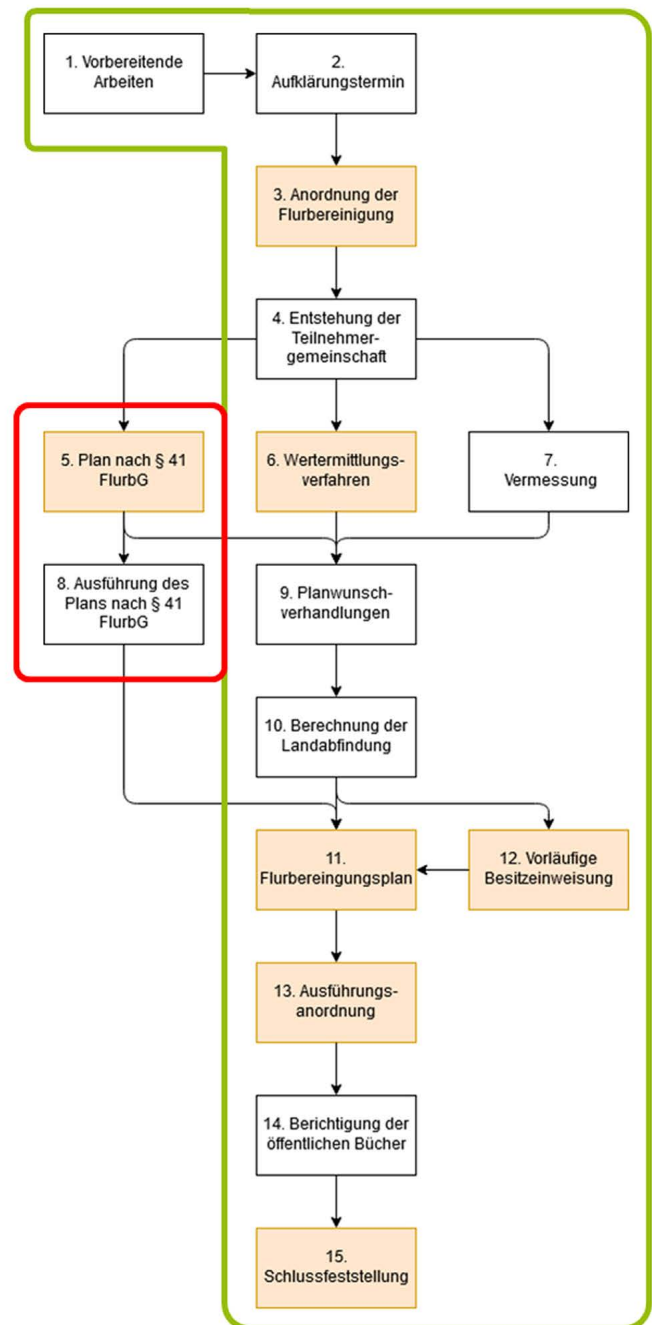 1. Vorbereitende
Arbeiten
2.
Aufklärungstermin
3. Anordnung der
Flurbereinigung
4. Entstehung der
Teilnehmer-
gemeinschaft
5. Plan nach § 41
FlurbG
6. Wertermittlungs-
verfahren
7.
Vermessung
8. Ausführung des
Plans nach § 41
FlurbG
9. Planwunsch-
verhandlungen
10. Berechnung der
Landabfindung
11.
Flurbereingungsplan
12. Vorläufige
Besitzeinweisung
13. Ausführungs-
anordnung
14. Berichtigung der
öffentlichen Bücher
15.
Schlussfeststellung